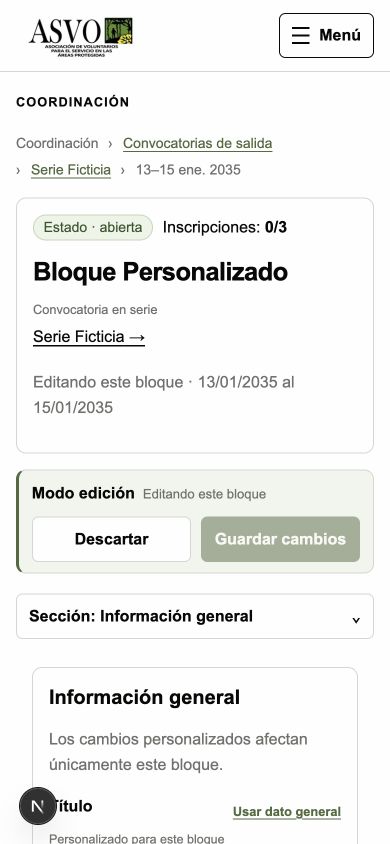 ASVO
ASOCIACIÓN DE VOLUNTARIOS
PARA EL SERVICIO EN LAS
ÁREAS PROTEGIDAS
Menú
COORDINACIÓN
Coordinación › Convocatorias de salida
› Serie Ficticia › 13–15 ene. 2035
Estado · abierta Inscripciones: 0/3
Bloque Personalizado
Convocatoria en serie
Serie Ficticia →
Editando este bloque · 13/01/2035 al
15/01/2035
Modo edición Editando este bloque
Descartar Guardar cambios
Sección: Información general
Información general
Los cambios personalizados afectan
únicamente este bloque.
N
ítulo Usar dato general
Personalizado para este bloque